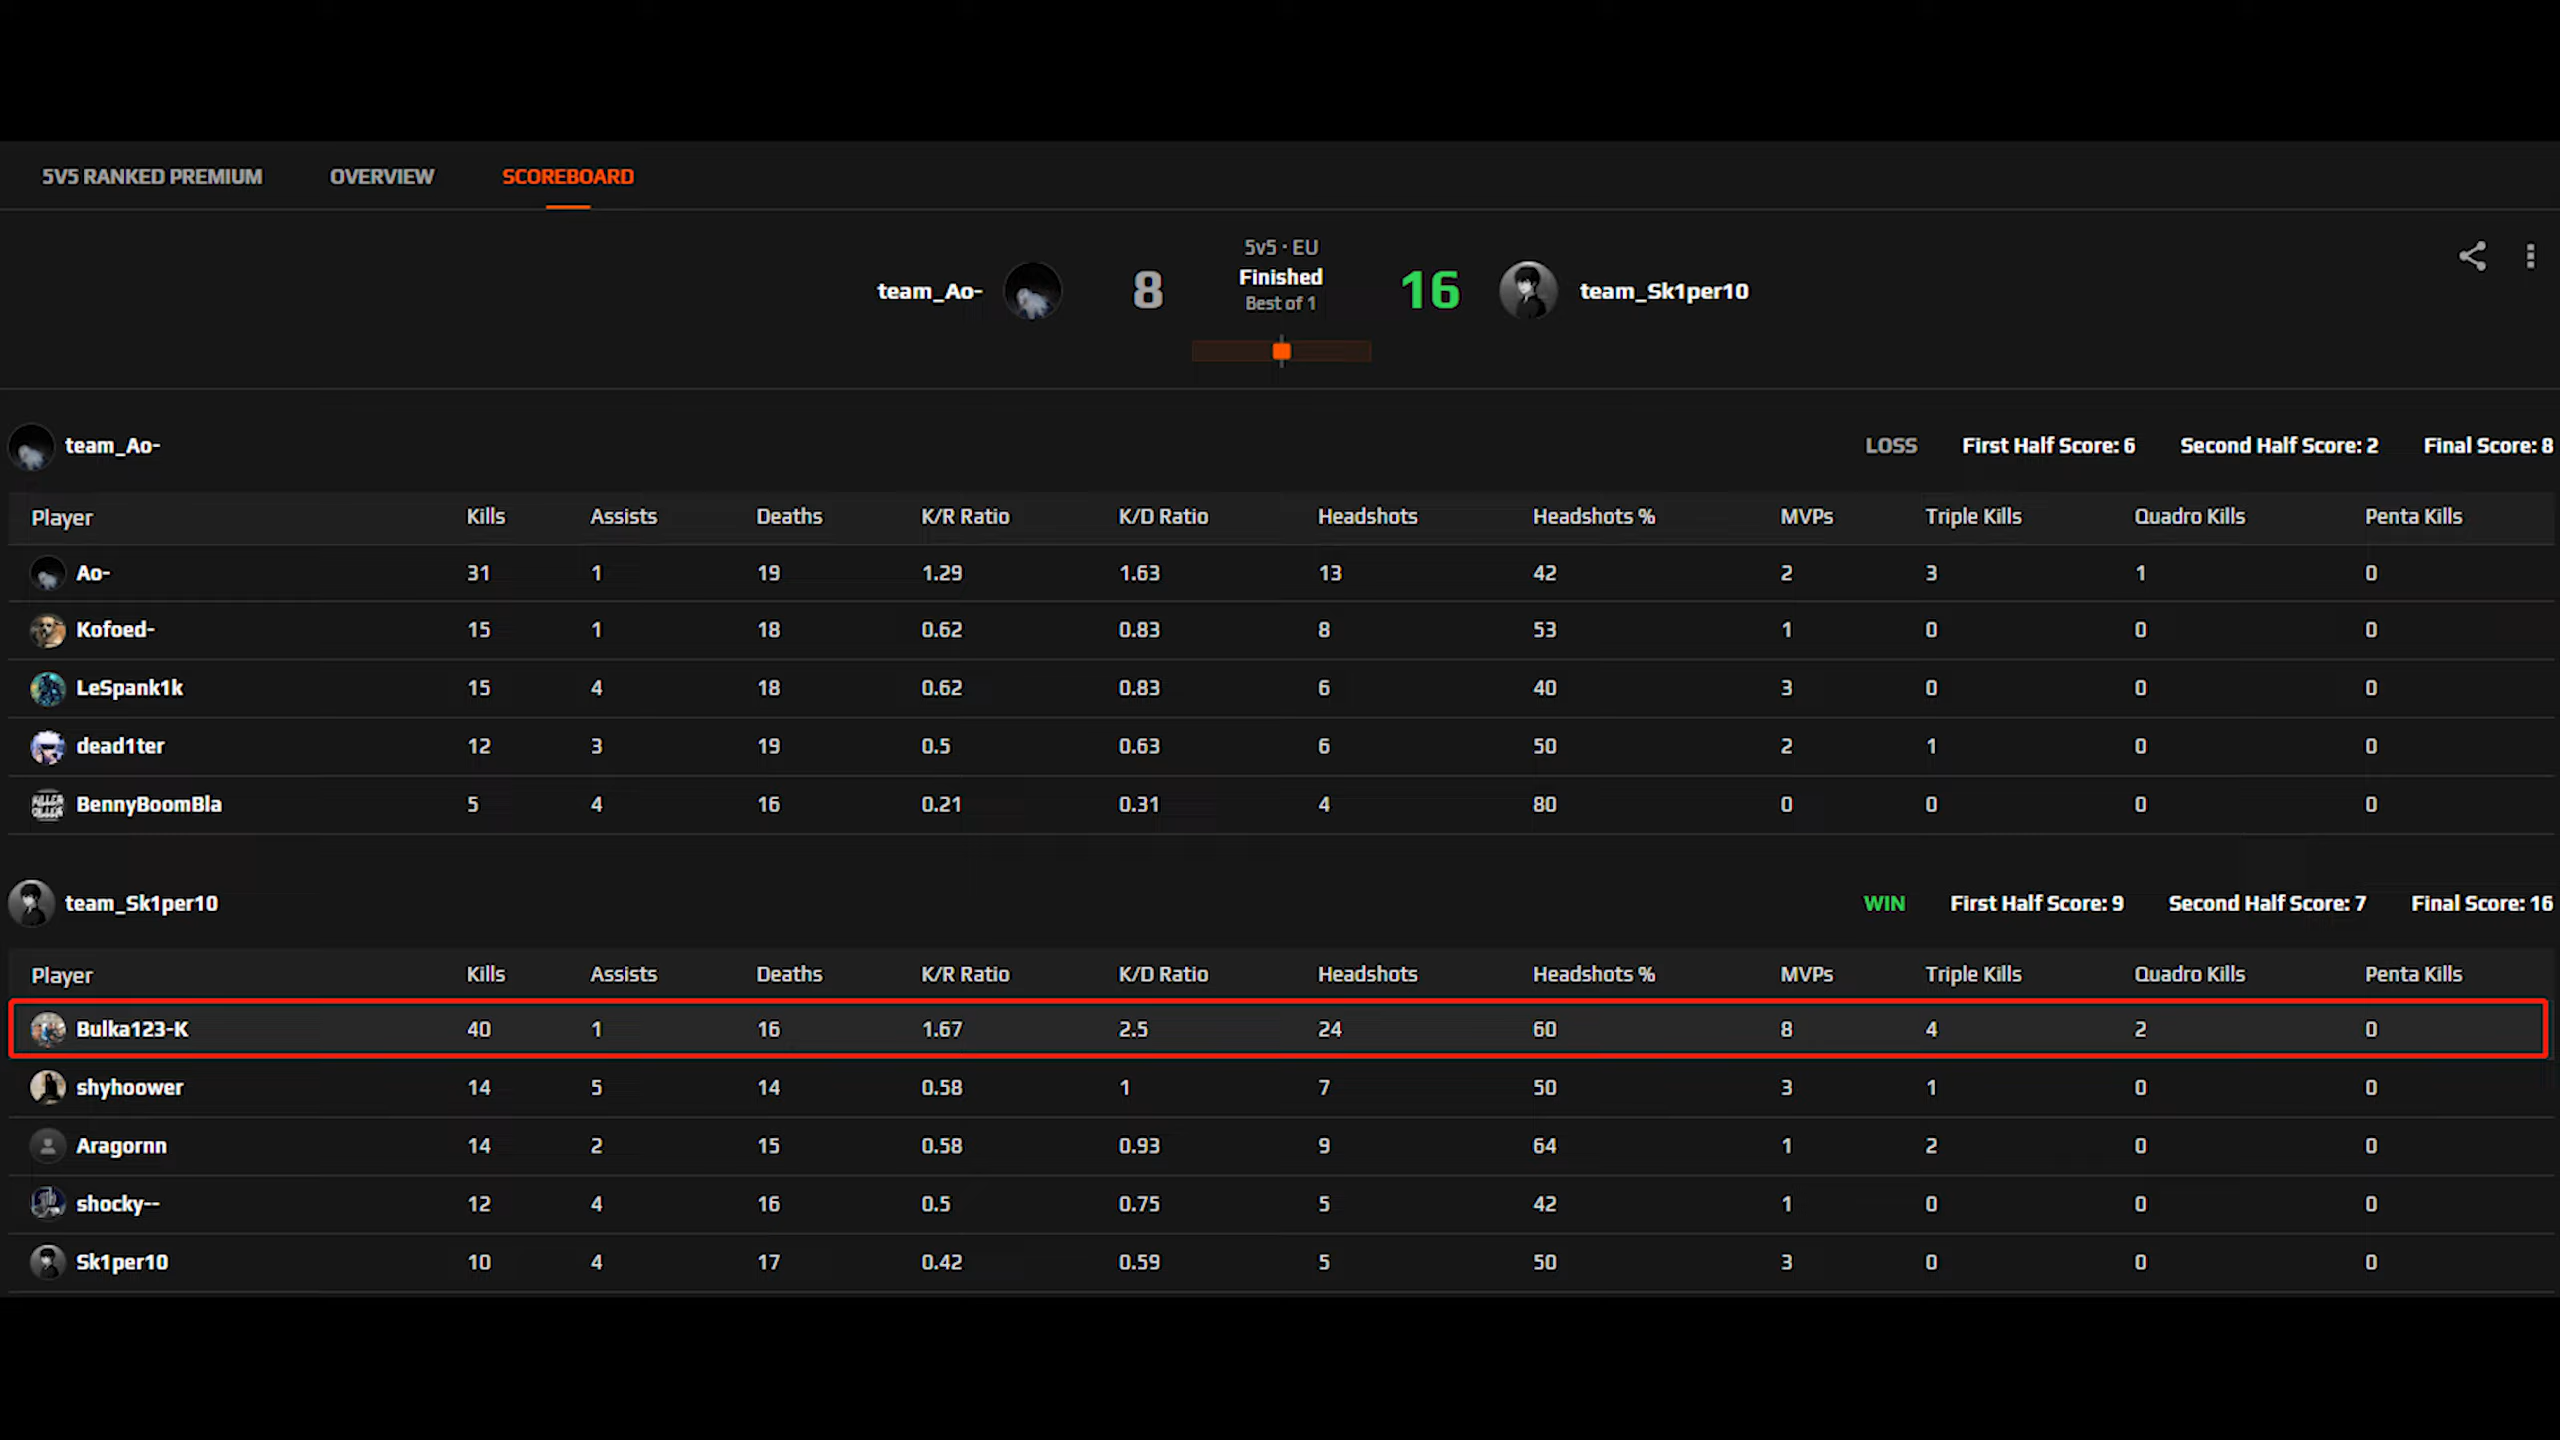 5V5 RANKED PREMIUM OVERVIEW SCOREBOARD
5v5 · EU
team_Ao- 8 Finished 16 team_Sk1per10
Best of 1
team_Ao- LOSS First Half Score: 6 Second Half Score: 2 Final Score: 8
Player Kills Assists Deaths K/R Ratio K/D Ratio Headshots Headshots % MVPs Triple Kills Quadro Kills Penta Kills
Ao- 31 1 19 1.29 1.63 13 42 2 3 1 0
Kofoed- 15 1 18 0.62 0.83 8 53 1 0 0 0
LeSpank1k 15 4 18 0.62 0.83 6 40 3 0 0 0
dead1ter 12 3 19 0.5 0.63 6 50 2 1 0 0
BennyBoomBla 5 4 16 0.21 0.31 4 80 0 0 0 0
team_Sk1per10 WIN First Half Score: 9 Second Half Score: 7 Final Score: 16
Player Kills Assists Deaths K/R Ratio K/D Ratio Headshots Headshots % MVPs Triple Kills Quadro Kills Penta Kills
Bulka123-K 40 1 16 1.67 2.5 24 60 8 4 2 0
shyhoower 14 5 14 0.58 1 7 50 3 1 0 0
Aragornn 14 2 15 0.58 0.93 9 64 1 2 0 0
shocky-- 12 4 16 0.5 0.75 5 42 1 0 0 0
Sk1per10 10 4 17 0.42 0.59 5 50 3 0 0 0